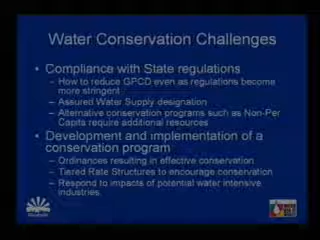 Water Conservation Challenges
• Compliance with State regulations
– How to reduce GPCD even as regulations become
more stringent
– Assured Water Supply designation
– Alternative conservation programs such as Non-Per
Capita require additional resources
• Development and implementation of a
conservation program
– Ordinances resulting in effective conservation
– Tiered Rate Structures to encourage conservation
– Respond to impacts of potential water intensive
industries.